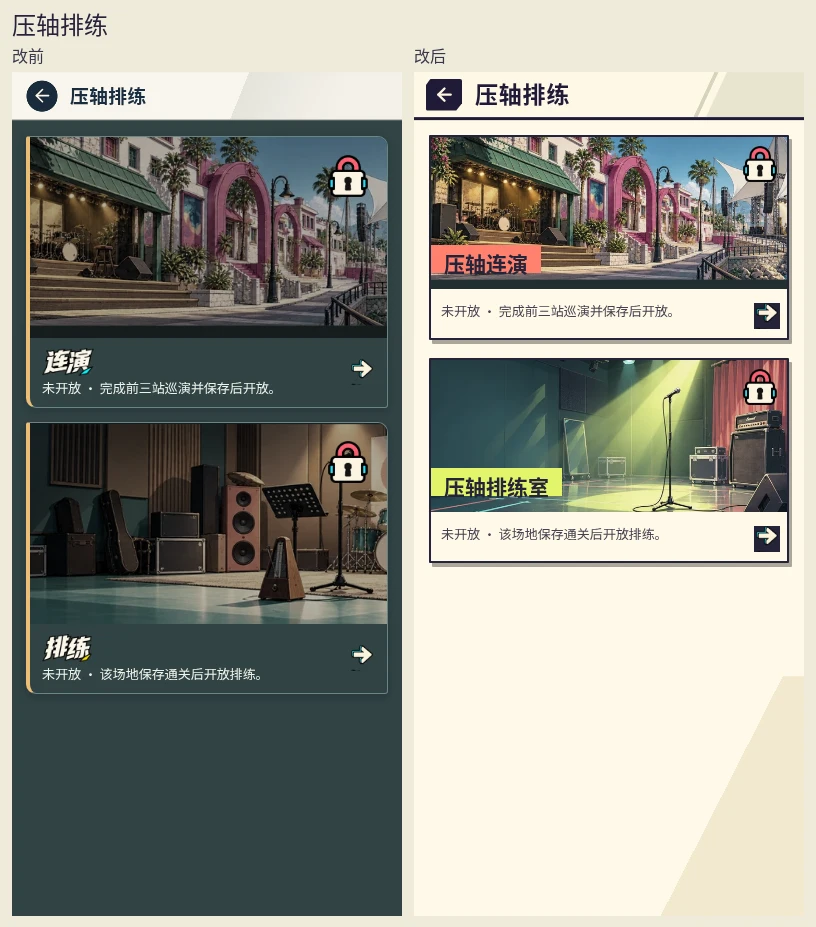 压轴排练
改前
压轴排练
连演
未开放 · 完成前三站巡演并保存后开放。
排练
未开放 · 该场地保存通关后开放排练。
改后
压轴排练
压轴连演
未开放 · 完成前三站巡演并保存后开放。
压轴排练室
未开放 · 该场地保存通关后开放排练。